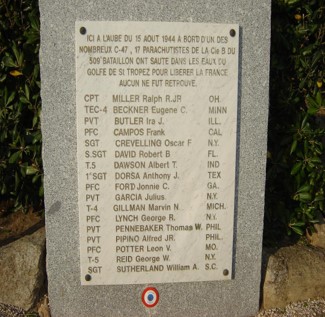 ICI A L'AUBE DU 15 AOUT 1944 A BORD D'UN DES
NOMBREUX C-47, 17 PARACHUTISTES DE LA Cie B DU
509 BATAILLON ONT SAUTE DANS LES EAUX DU
GOLFE DE St TROPEZ POUR LIBERER LA FRANCE
AUCUN NE FUT RETROUVE.
CPT MILLER Ralph R.JR OH.
TEC-4 BECKNER Eugene C. MINN
PVT BUTLER Ira J. ILL.
PFC CAMPOS Frank CAL
SGT CREVELLINO Oscar F N.Y.
S.SGT DAVID Robert B FL.
T.5 DAWSON Albert T. IND
1°SGT DORSA Anthony J. TEX
PFC FORD Jonnie C. GA.
PVT GARCIA Julius N.Y.
T-4 GILLMAN Marvin N. MICH.
PFC LYNCH George R. N.Y.
PVT PENNEBAKER Thomas W. PHIL
PVT PIPINO Alfred JR. PHIL.
PFC POTTER Leon V. MO.
T-5 REID George W. N.Y.
SGT SUTHERLAND William A. S.C.